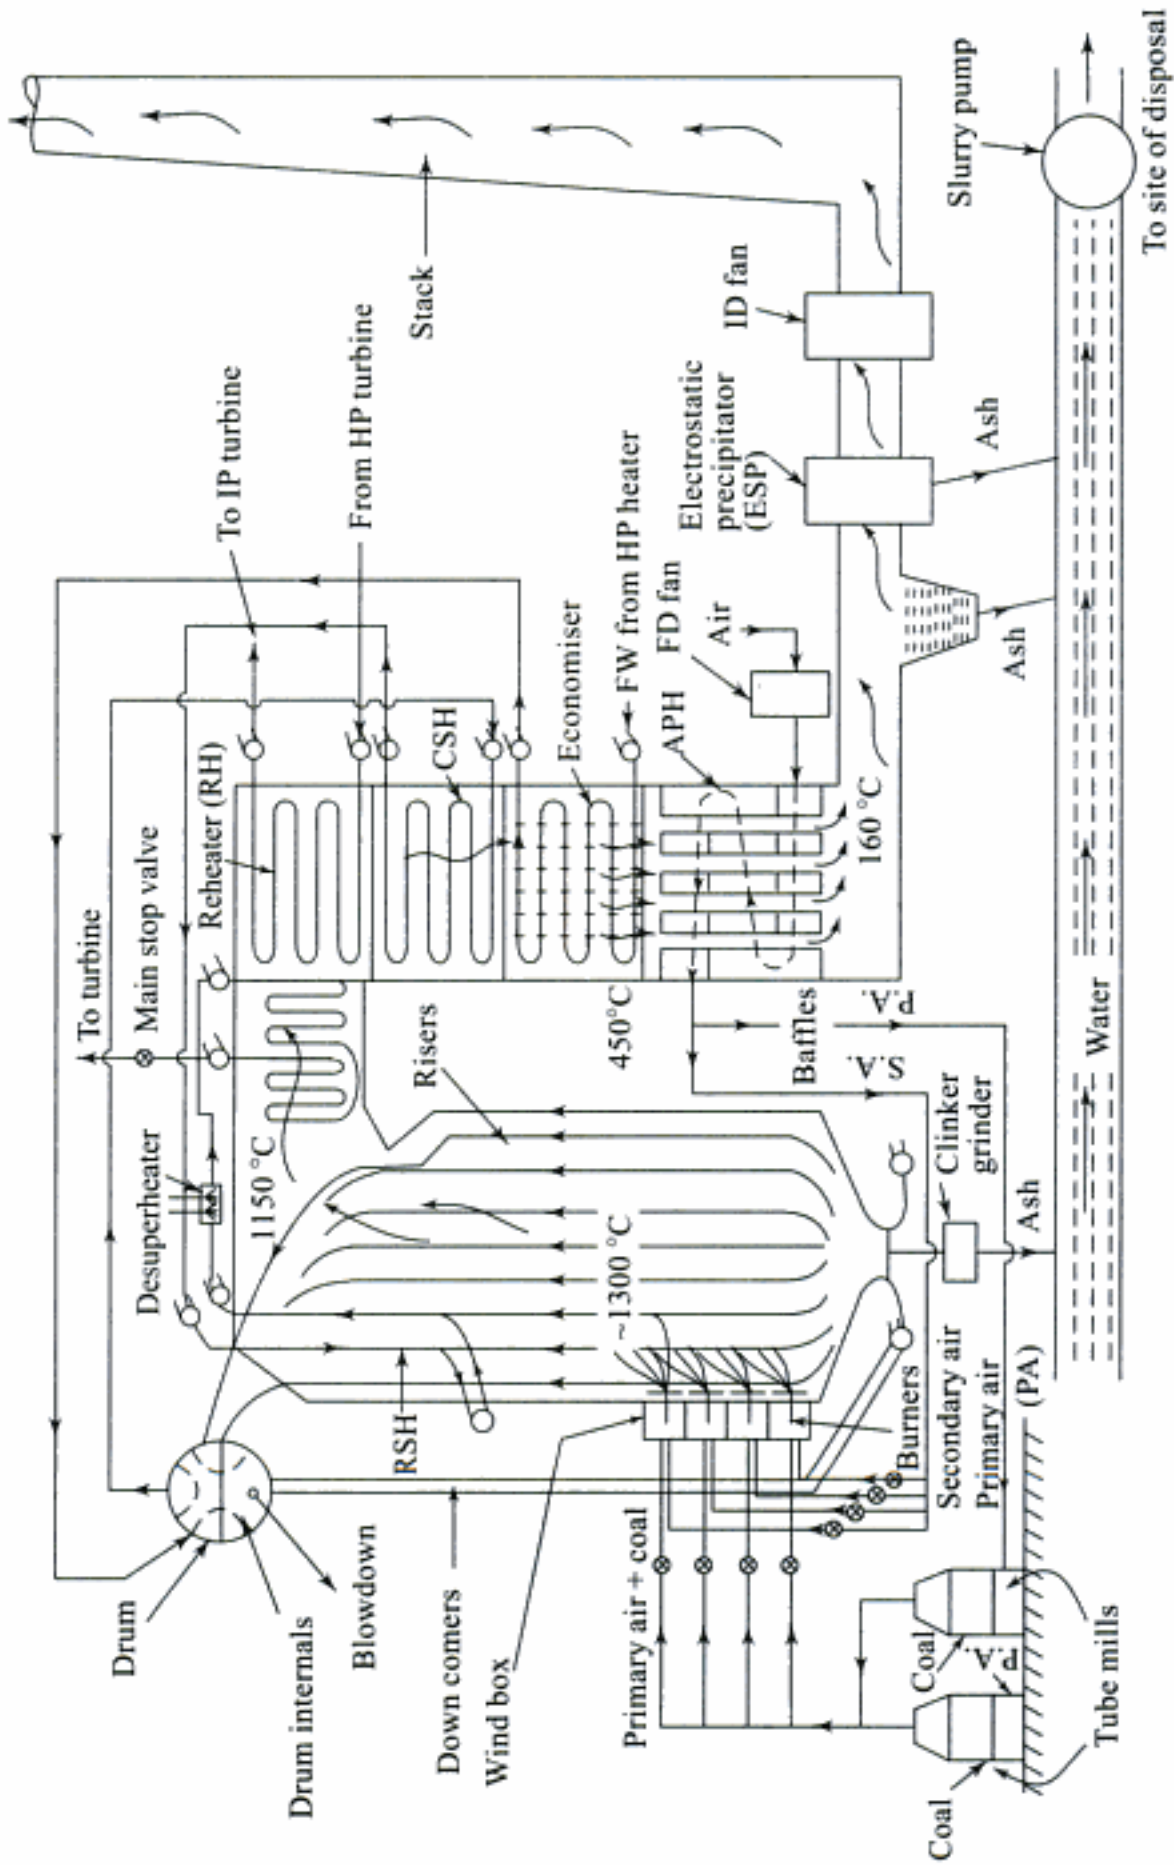 Drum
Drum internals
Blowdown
Down comers
Wind box
Primary air + coal
Coal
Coal
P.A.
Tube mills
RSH
Burners
Secondary air
Primary air
(PA)
Desuperheater
To turbine
Main stop valve
1150 °C
Risers
~1300 °C
Reheater (RH)
CSH
Economiser
450°C
Baffles
S.A.
P.A.
Clinker
grinder
Ash
Water
160 °C
APH
FD fan
Air
FW from HP heater
To IP turbine
From HP turbine
Stack
Electrostatic
precipitator
(ESP)
ID fan
Ash
Ash
Slurry pump
To site of disposal